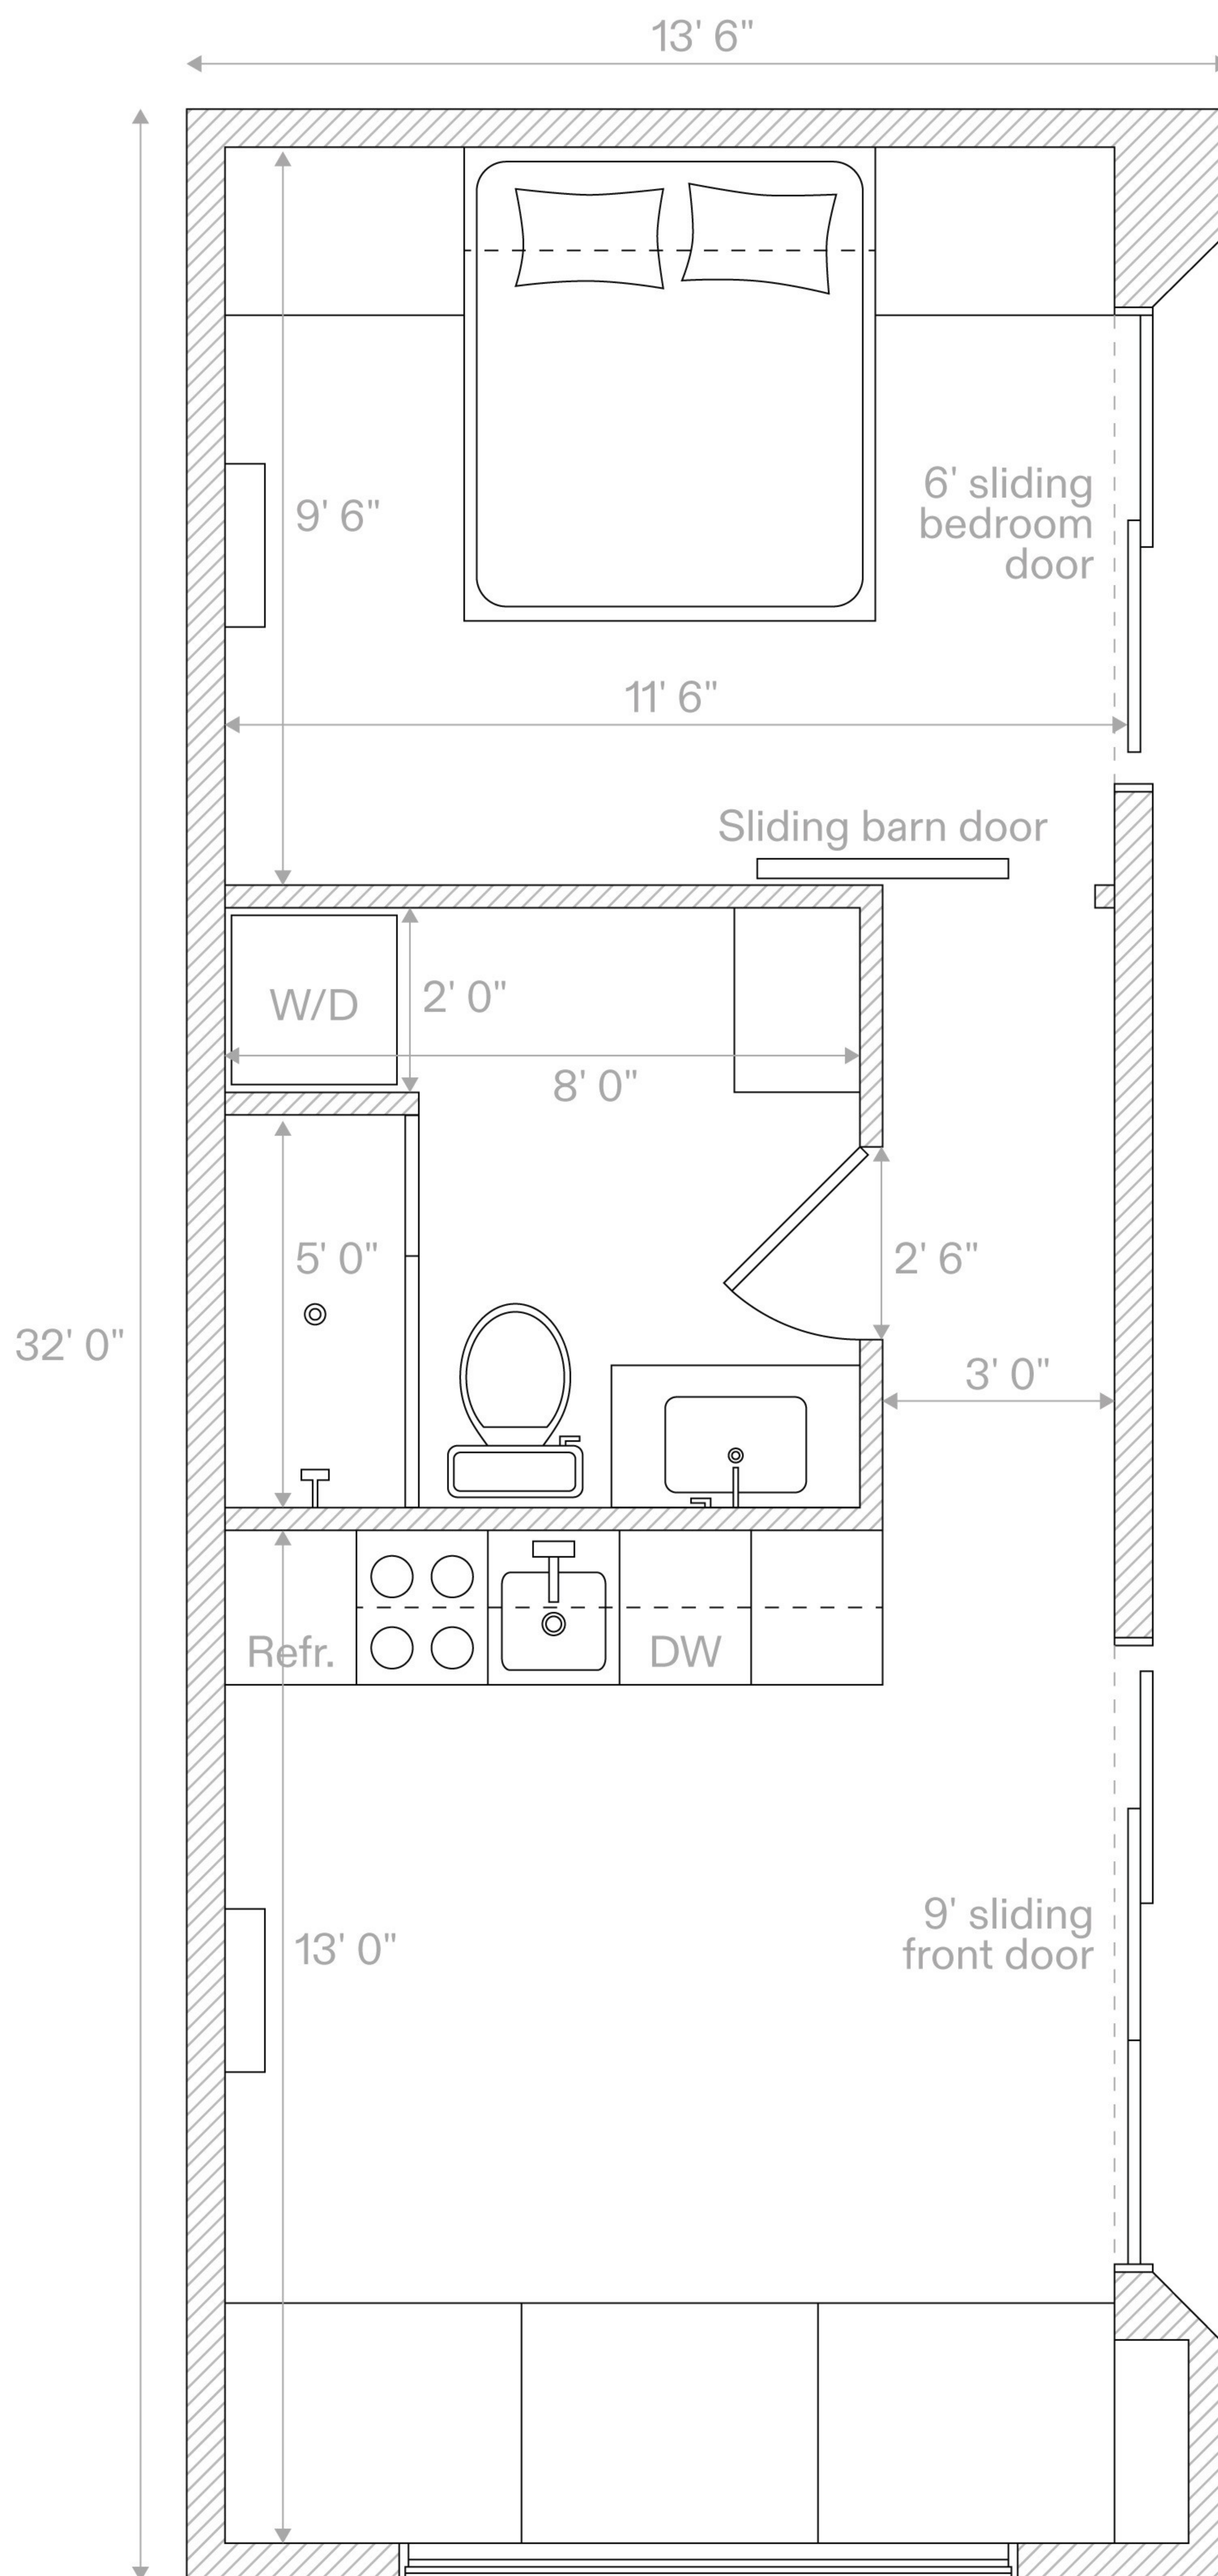 13' 6"
9' 6"
6' sliding
bedroom
door
11' 6"
Sliding barn door
W/D
2' 0"
8' 0"
5' 0"
2' 6"
32' 0"
3' 0"
Refr.
DW
9' sliding
front door
13' 0"